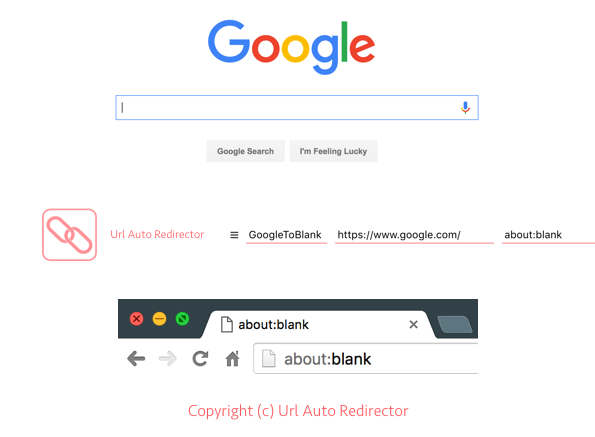 Google
Google Search I'm Feeling Lucky
Url Auto Redirector GoogleToBlank https://www.google.com/ about:blank
about:blank
about:blank
Copyright (c) Url Auto Redirector